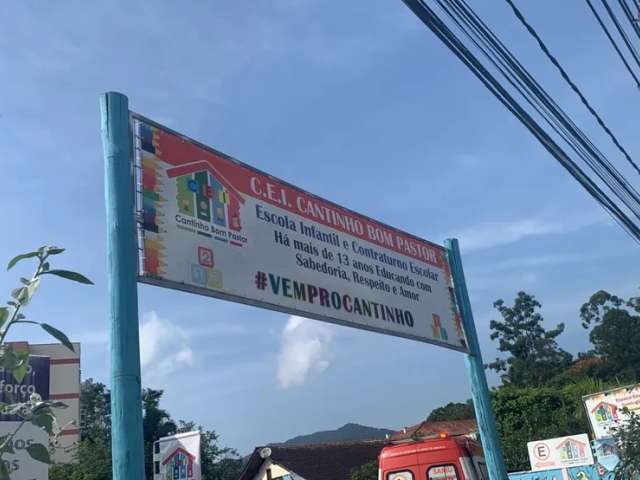 C.E.I. CANTINHO BOM PASTOR
Escola Infantil e Contraturno Escolar
Há mais de 13 anos Educando com
Sabedoria, Respeito e Amor
#VEMPROCANTINHO
CEI
Cantinho Bom Pastor
E